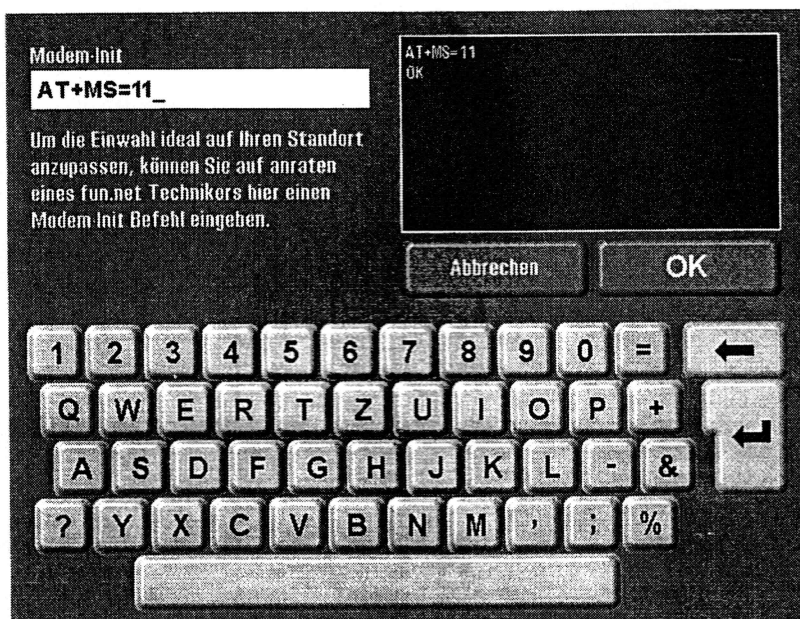 Modem-Init
AT+MS=11_
Um die Einwahl ideal auf Ihren Standort
anzupassen, können Sie auf anraten
eines fun.net Technikers hier einen
Modem-Init Befehl eingeben.
AT+MS=11
OK
Abbrechen
OK
1 2 3 4 5 6 7 8 9 0 =
Q W E R T Z U I O P +
A S D F G H J K L - &
? Y X C V B N M , ; %